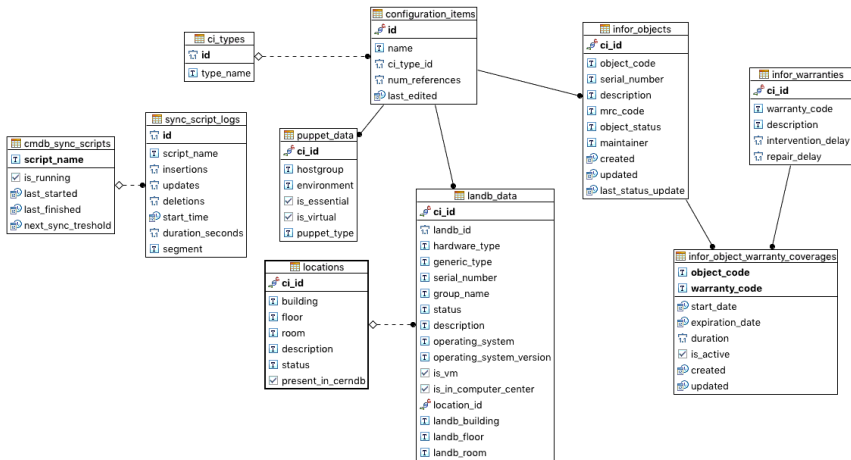 configuration_items
id
name
ci_type_id
num_references
last_edited
ci_types
id
type_name
infor_objects
ci_id
object_code
serial_number
description
mrc_code
object_status
maintainer
created
updated
last_status_update
infor_warranties
ci_id
warranty_code
description
intervention_delay
repair_delay
cmdb_sync_scripts
script_name
is_running
last_started
last_finished
next_sync_treshold
sync_script_logs
id
script_name
insertions
updates
deletions
start_time
duration_seconds
segment
puppet_data
ci_id
hostgroup
environment
is_essential
is_virtual
puppet_type
landb_data
ci_id
landb_id
hardware_type
generic_type
serial_number
group_name
status
description
operating_system
operating_system_version
is_vm
is_in_computer_center
location_id
landb_building
landb_floor
landb_room
locations
ci_id
building
floor
room
description
status
present_in_cerndb
infor_object_warranty_coverages
object_code
warranty_code
start_date
expiration_date
duration
is_active
created
updated